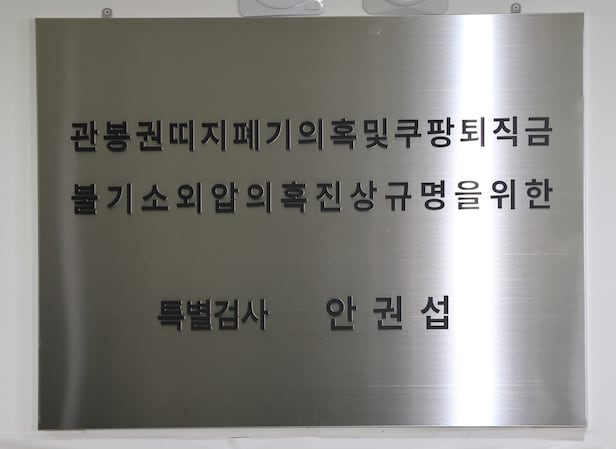 관봉권띠지폐기의혹및쿠팡퇴직금
불기소외압의혹진상규명을위한
특별검사 안권섭